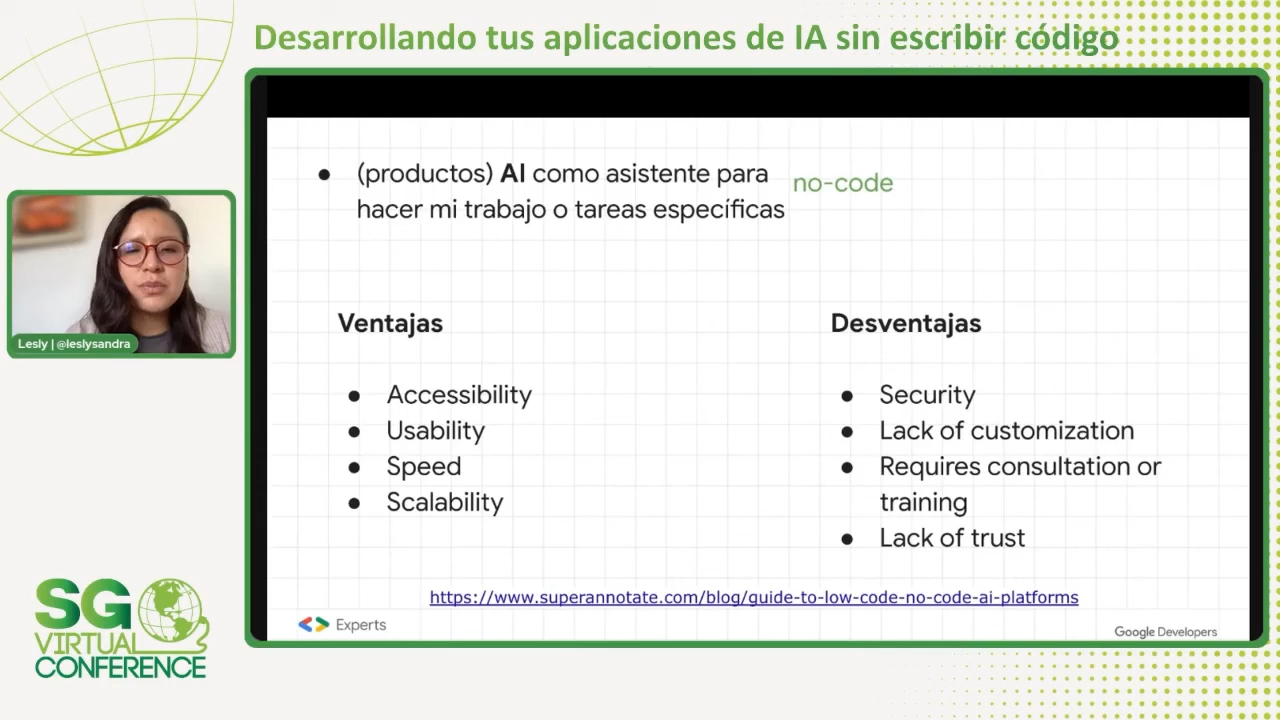 Desarrollando tus aplicaciones de IA sin escribir código
● (productos) AI como asistente para
hacer mi trabajo o tareas específicas
no-code
Lesly | @leslysandra
Ventajas
● Accessibility
● Usability
● Speed
● Scalability
Desventajas
● Security
● Lack of customization
● Requires consultation or
training
● Lack of trust
https://www.superannotate.com/blog/guide-to-low-code-no-code-ai-platforms
Experts
Google Developers
SG
VIRTUAL
CONFERENCE